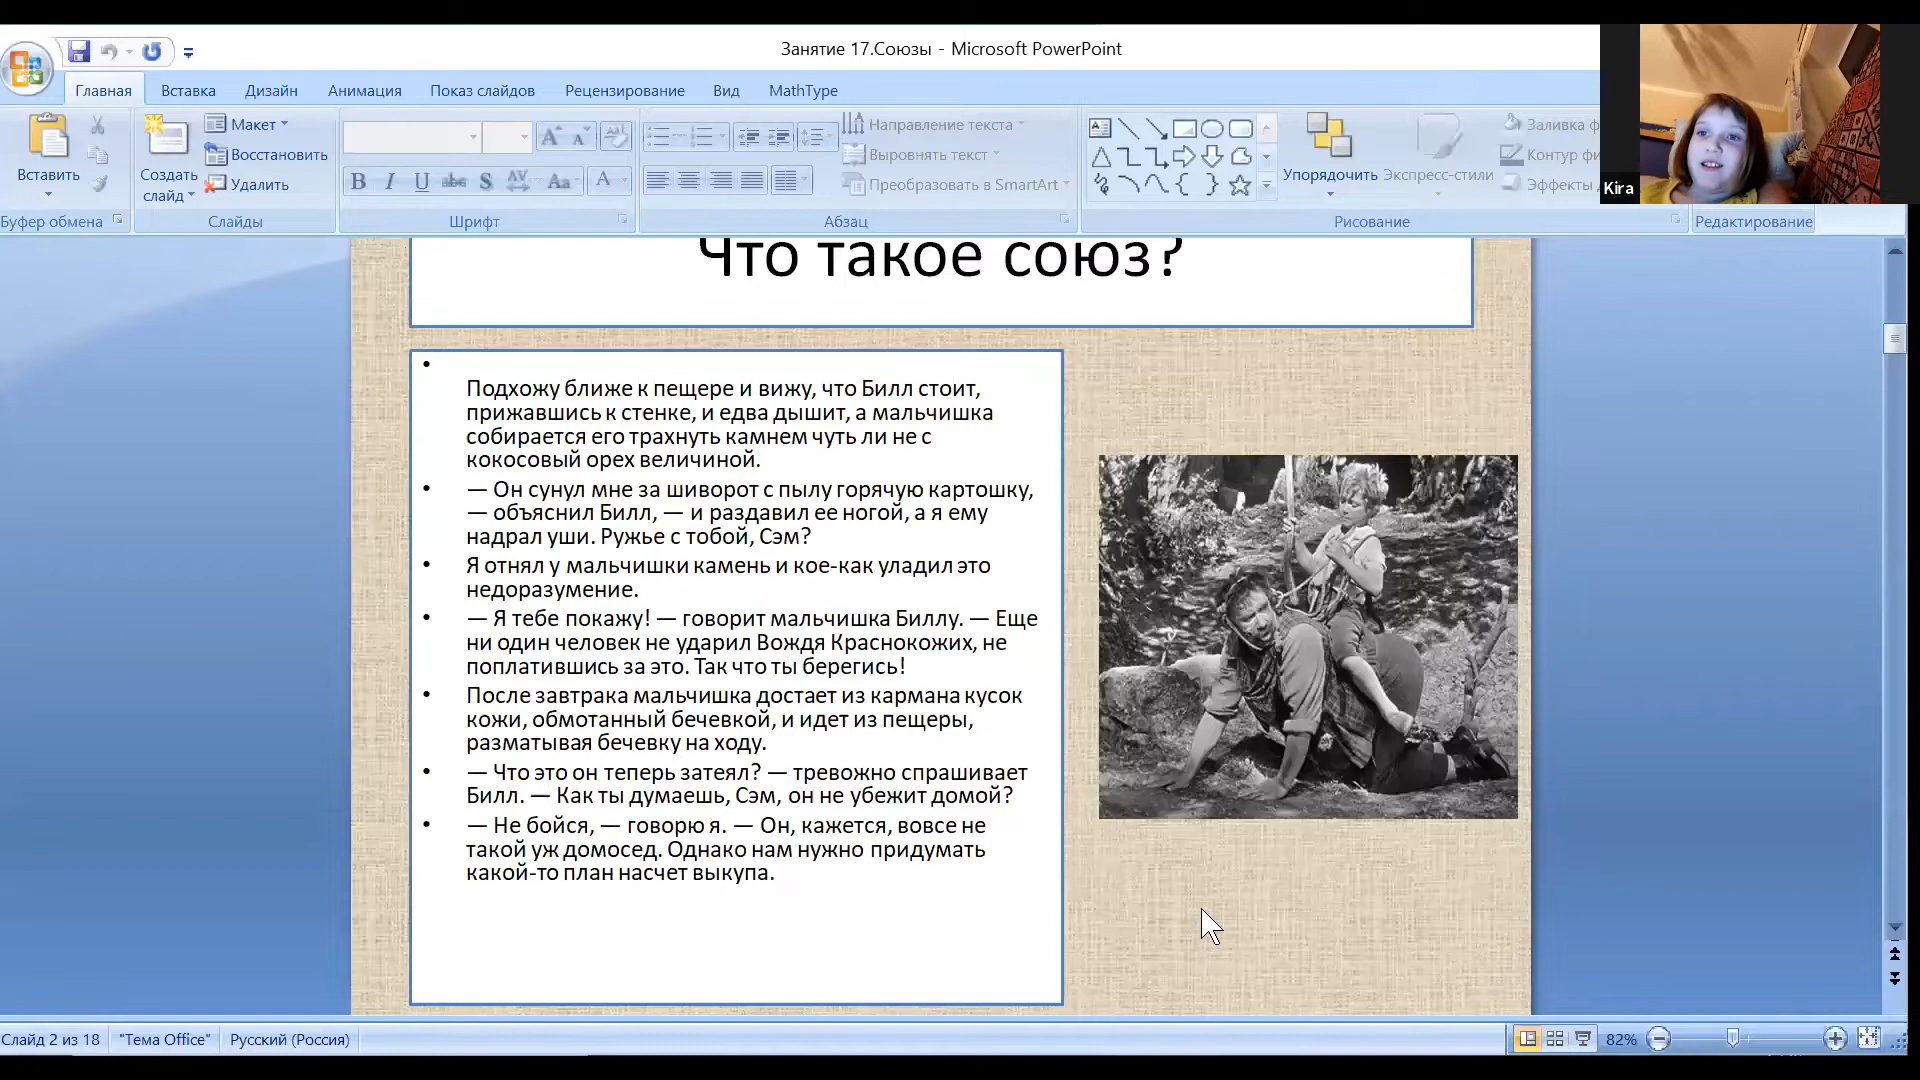 Занятие 17.Союзы - Microsoft PowerPoint
Главная Вставка Дизайн Анимация Показ слайдов Рецензирование Вид MathType
Вставить
Буфер обмена
Создать слайд
Макет
Восстановить
Удалить
Слайды
Шрифт
Направление текста
Выровнять текст
Преобразовать в SmartArt
Абзац
Упорядочить
Экспресс-стили
Заливка ф
Контур фи
Эффекты
Рисование
Редактирование
Kira
Что такое союз?
Подхожу ближе к пещере и вижу, что Билл стоит,
прижавшись к стенке, и едва дышит, а мальчишка
собирается его трахнуть камнем чуть ли не с
кокосовый орех величиной.
• — Он сунул мне за шиворот с пылу горячую картошку,
— объяснил Билл, — и раздавил ее ногой, а я ему
надрал уши. Ружье с тобой, Сэм?
• Я отнял у мальчишки камень и кое-как уладил это
недоразумение.
• — Я тебе покажу! — говорит мальчишка Биллу. — Еще
ни один человек не ударил Вождя Краснокожих, не
поплатившись за это. Так что ты берегись!
• После завтрака мальчишка достает из кармана кусок
кожи, обмотанный бечевкой, и идет из пещеры,
разматывая бечевку на ходу.
• — Что это он теперь затеял? — тревожно спрашивает
Билл. — Как ты думаешь, Сэм, он не убежит домой?
• — Не бойся, — говорю я. — Он, кажется, вовсе не
такой уж домосед. Однако нам нужно придумать
какой-то план насчет выкупа.
Слайд 2 из 18 "Тема Office" Русский (Россия) 82%